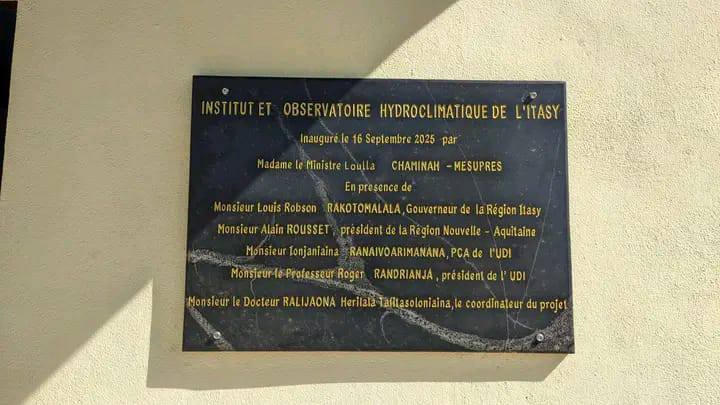 INSTITUT ET OBSERVATOIRE HYDROCLIMATIQUE DE L'ITASY
Inauguré le 16 Septembre 2025 par
Madame le Ministre Loulla CHAMINAH - MESUPRES
En presence de
Monsieur Louis Robson RAKOTOMALALA, Gouverneur de la Région Itasy
Monsieur Alain ROUSSET, président de la Région Nouvelle - Aquitaine
Monsieur Ionjaniaina RANAIVOARIMANANA, PCA de l'UDI
Monsieur le Professeur Roger RANDRIANJA, président de l' UDI
Monsieur le Docteur RALIJAONA Heritala Tafitasoloniaina, le coordinateur du projet